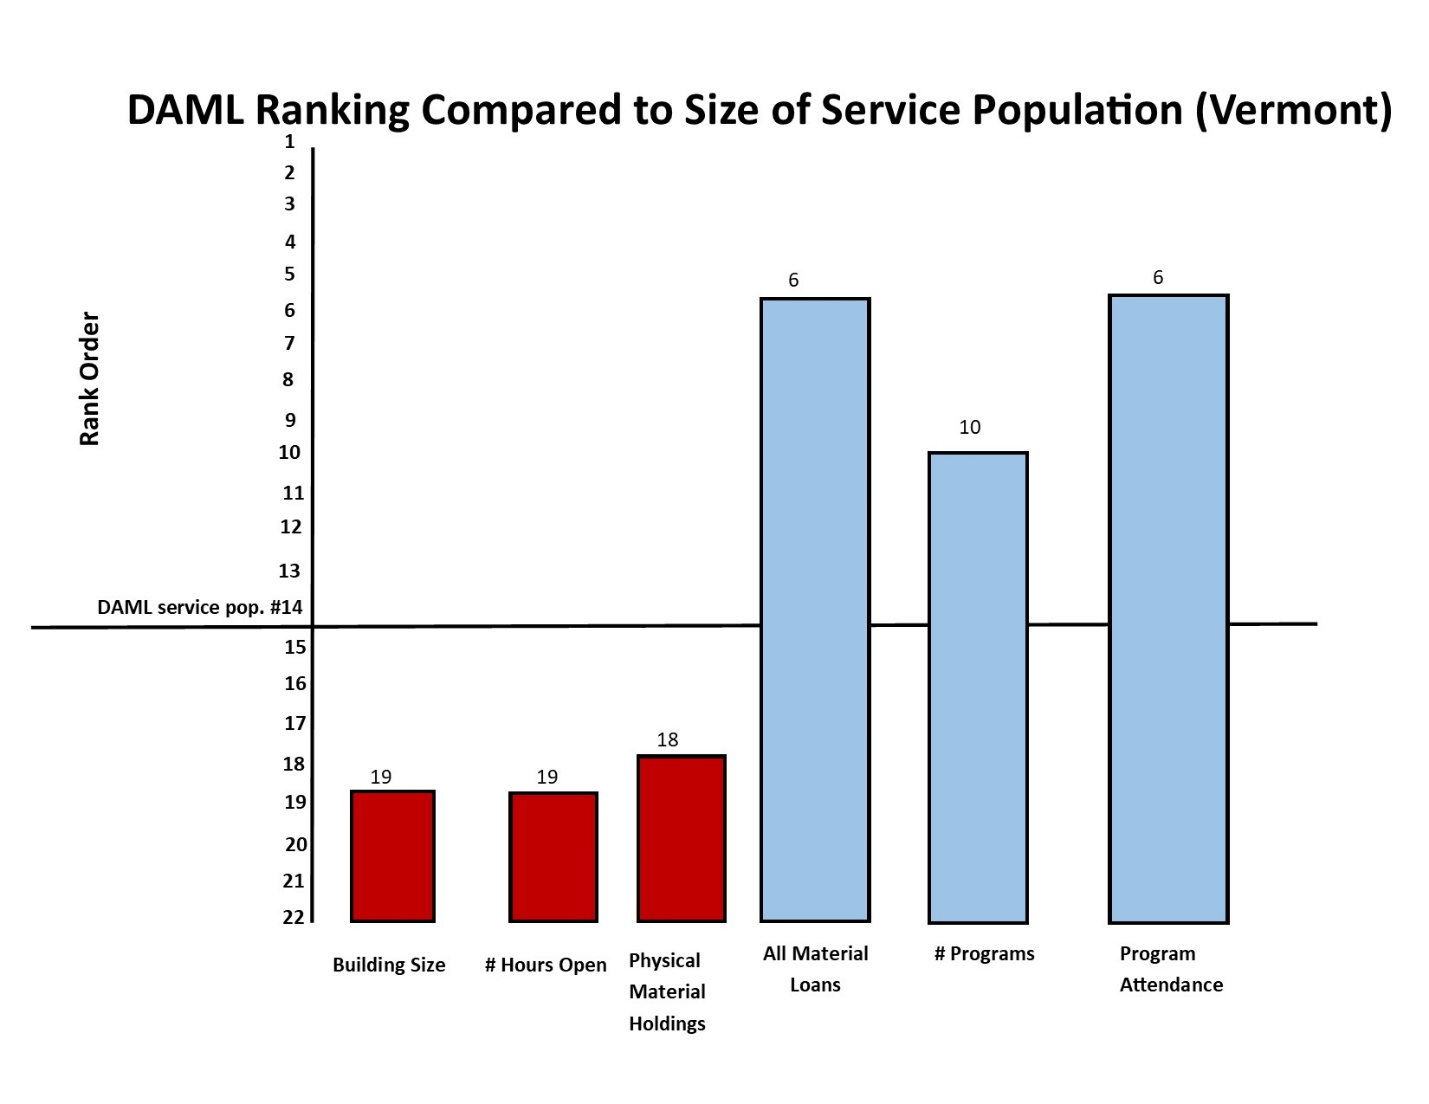 DAML Ranking Compared to Size of Service Population (Vermont)
Rank Order
1
2
3
4
5
6
7
8
9
10
11
12
13
DAML service pop. #14
15
16
17
18
19
20
21
22
19
19
18
6
10
6
Building Size
# Hours Open
Physical
Material
Holdings
All Material
Loans
# Programs
Program
Attendance